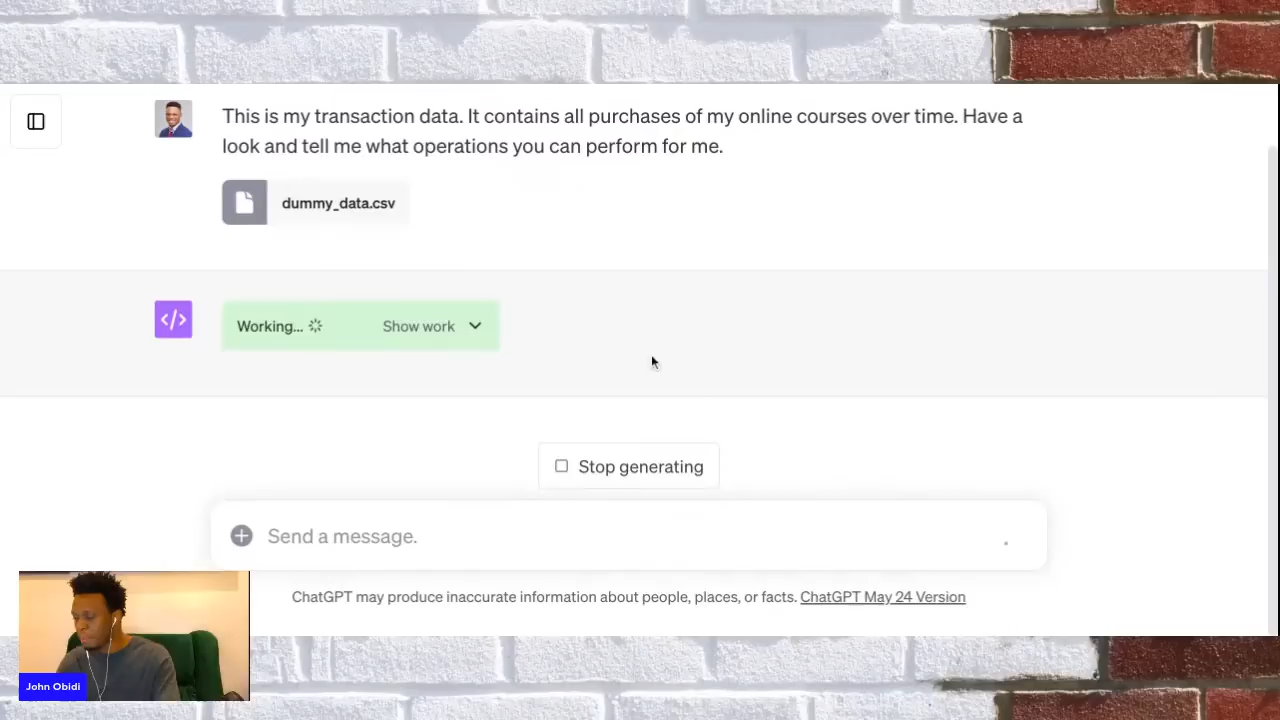 This is my transaction data. It contains all purchases of my online courses over time. Have a
look and tell me what operations you can perform for me.
dummy_data.csv
Working...
Show work
Stop generating
Send a message.
ChatGPT may produce inaccurate information about people, places, or facts. ChatGPT May 24 Version
John Obidi